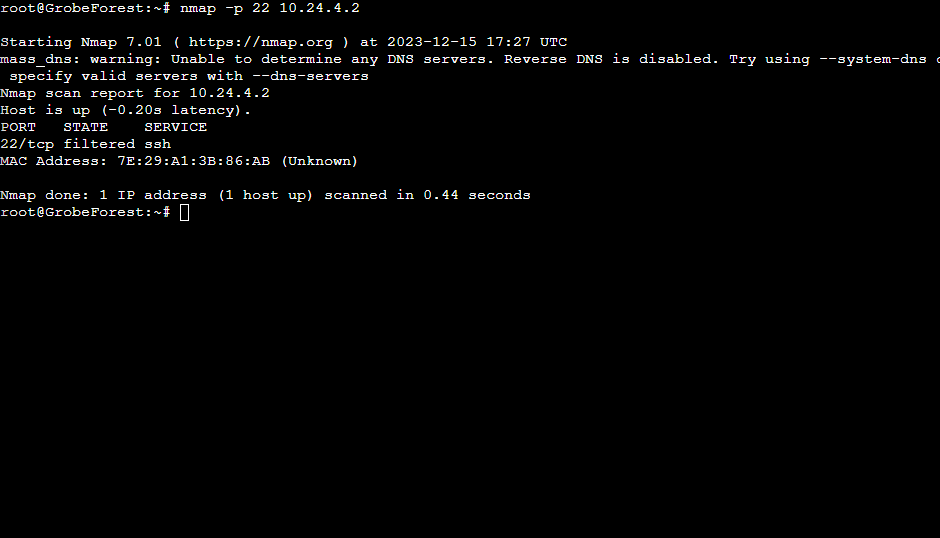 root@GrobeForest:~# nmap -p 22 10.24.4.2
Starting Nmap 7.01 ( https://nmap.org ) at 2023-12-15 17:27 UTC
mass_dns: warning: Unable to determine any DNS servers. Reverse DNS is disabled. Try using --system-dns
specify valid servers with --dns-servers
Nmap scan report for 10.24.4.2
Host is up (-0.20s latency).
PORT   STATE    SERVICE
22/tcp filtered ssh
MAC Address: 7E:29:A1:3B:86:AB (Unknown)
Nmap done: 1 IP address (1 host up) scanned in 0.44 seconds
root@GrobeForest:~#